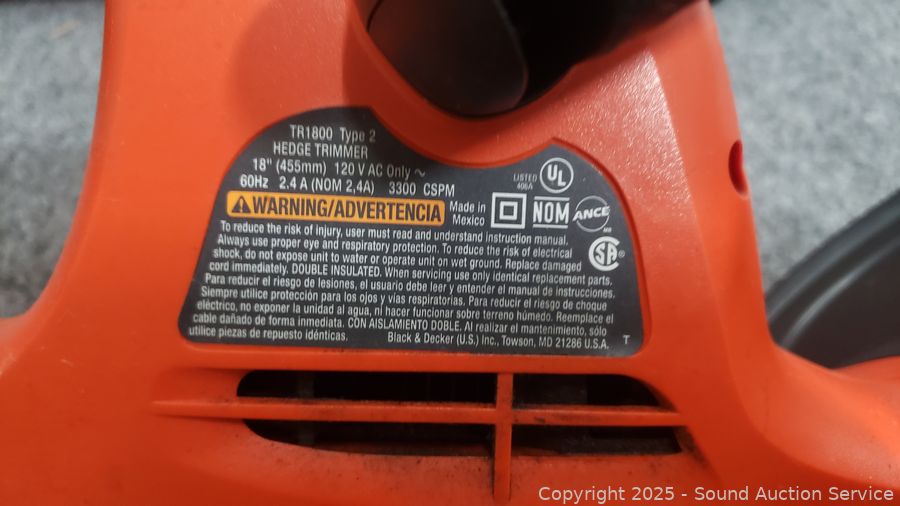 TR1800 Type 2
HEDGE TRIMMER
18" (455mm) 120 V AC Only ~
60Hz 2.4 A (NOM 2,4A) 3300 CSPM
LISTED
406A
UL
⚠WARNING/ADVERTENCIA
Made in
Mexico
NOM
ANCE
MR
SA®
To reduce the risk of injury, user must read and understand instruction manual.
Always use proper eye and respiratory protection. To reduce the risk of electrical
shock, do not expose unit to water or operate unit on wet ground. Replace damaged
cord immediately. DOUBLE INSULATED. When servicing use only identical replacement parts.
Para reducir el riesgo de lesiones, el usuario debe leer y entender el manual de instrucciones.
Siempre utilice protección para los ojos y vías respiratorias. Para reducir el riesgo de choque
eléctrico, no exponer la unidad al agua, ni hacer funcionar sobre terreno húmedo. Reemplace el
cable dañado de forma inmediata. CON AISLAMIENTO DOBLE. Al realizar el mantenimiento, sólo
utilice piezas de repuesto idénticas. Black & Decker (U.S.) Inc., Towson, MD 21286 U.S.A. T
Copyright 2025 - Sound Auction Service